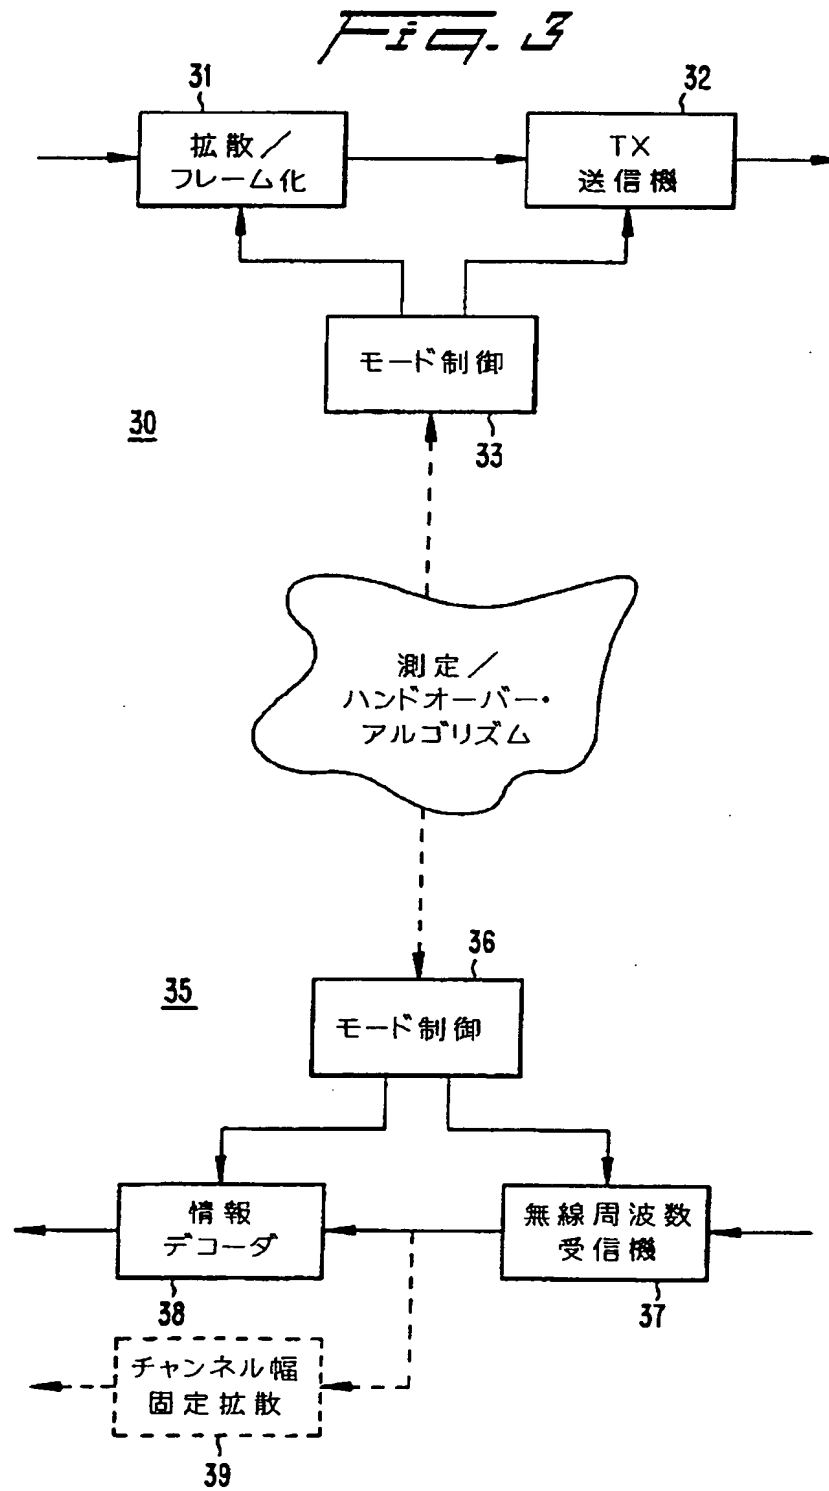 Fig. 3
31
32
拡散／
フレーム化
TX
送信機
モード制御
30
33
測定／
ハンドオーバー・
アルゴリズム
36
35
モード制御
情報
デコーダ
無線周波数
受信機
38
37
チャンネル幅
固定拡散
39